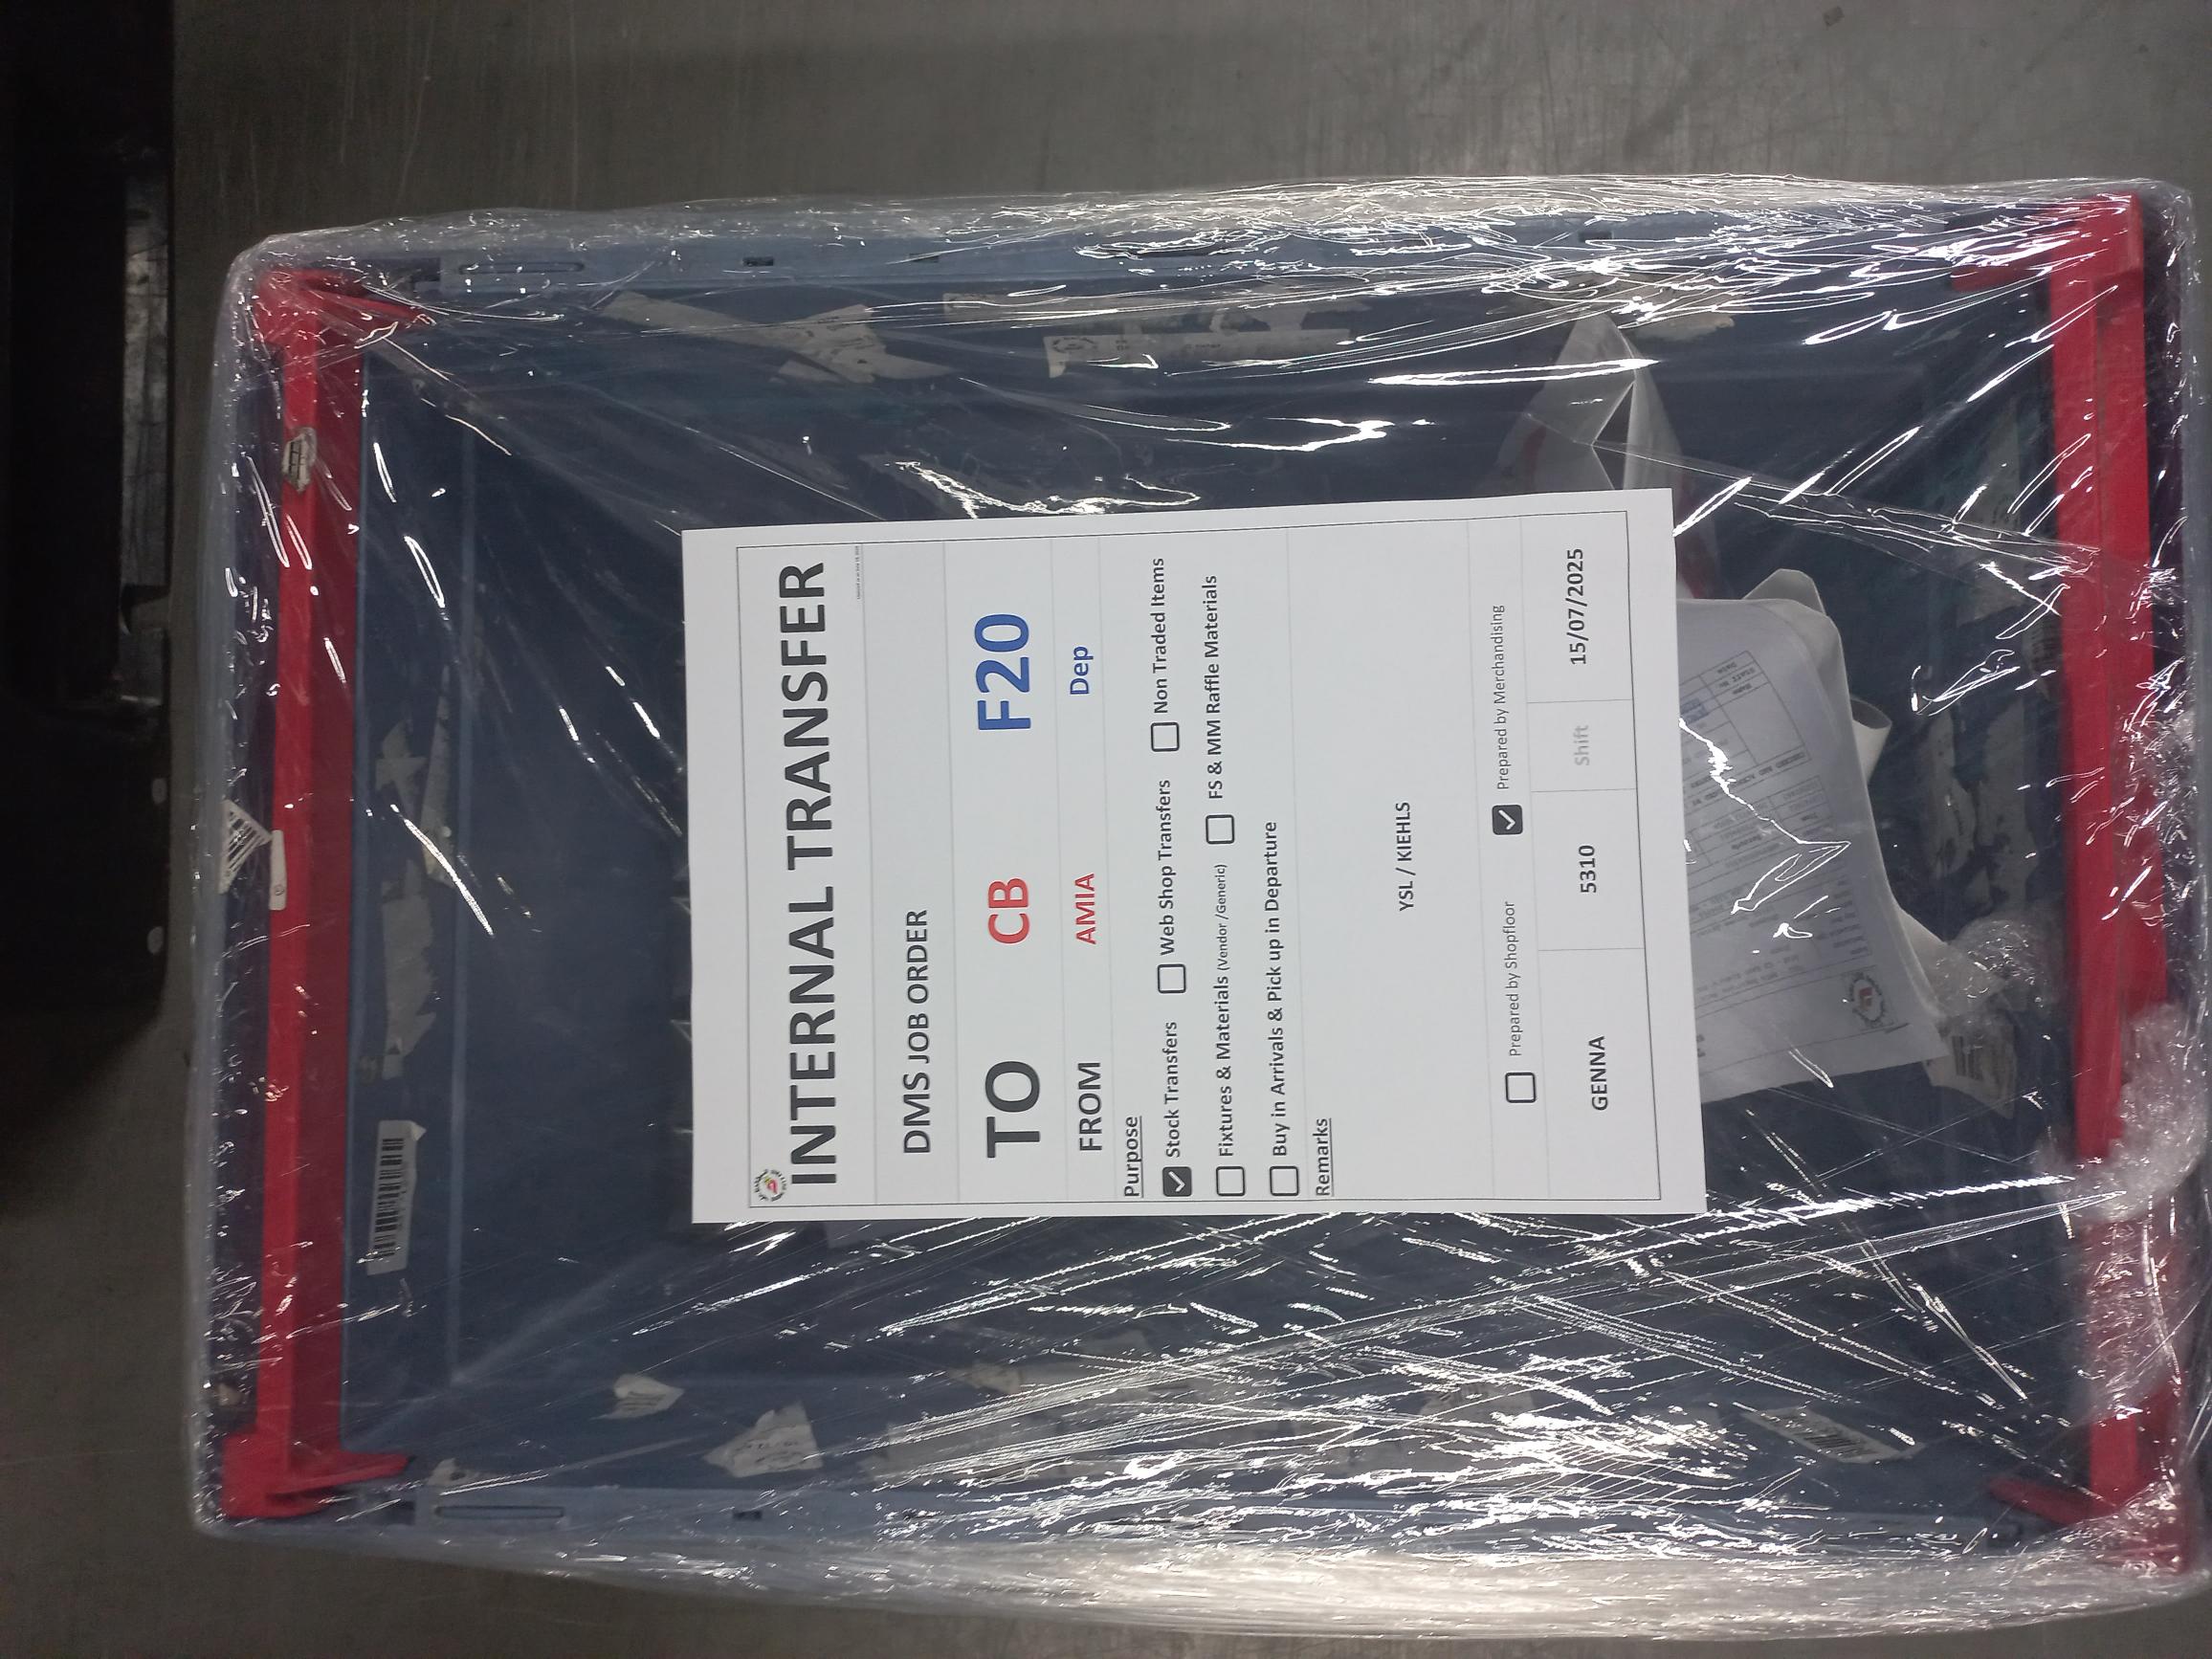 INTERNAL TRANSFER
DMS JOB ORDER
TO CB F20
FROM AMIA Dep
Purpose
Stock Transfers Web Shop Transfers Non Traded Items
Fixtures & Materials (Vendor /Generic) FS & MM Raffle Materials
Buy in Arrivals & Pick up in Departure
Remarks
YSL / KIEHLS
Prepared by Shopfloor Prepared by Merchandising
GENNA 5310 Shift 15/07/2025